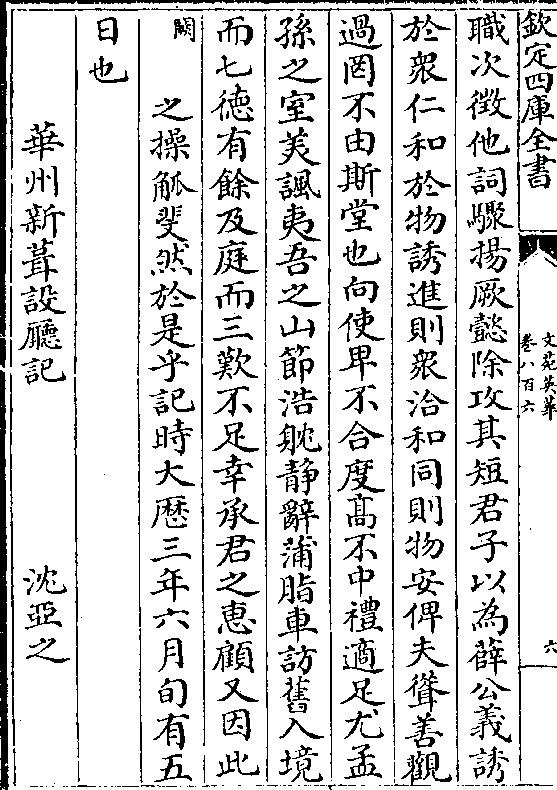 欽定四庫全書
文苑英華
卷八百六
六
職次徴他詞驟揚厥懿除攻其短君子以為薛公義誘
於衆仁和於物誘進則衆洽和同則物安俾夫聳善觀
過罔不由斯堂也向使卑不合度髙不中禮適足尤孟
孫之室美諷夷吾之山節浩躭静辭蒲脂車訪舊入境
而七徳有餘及庭而三歎不足幸承君之恵顧又因此
闕 之操觚斐然於是乎記時大厯三年六月旬有五
日也
華州新葺設廳記 沈亞之